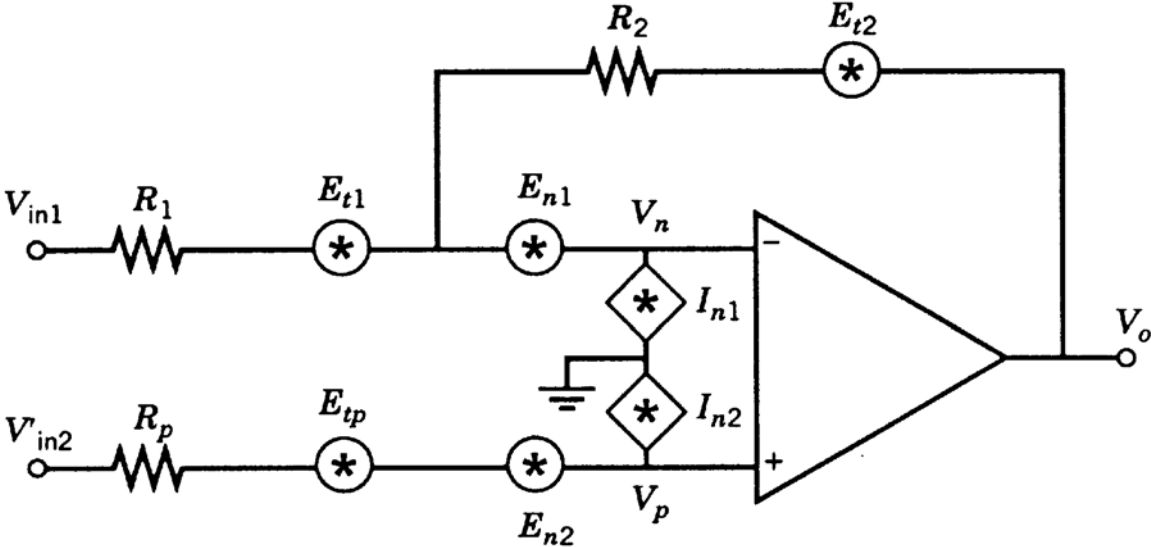 R2
Et2
Vin1
R1
Et1
En1
Vn
−
In1
Vo
V'in2
Rp
Etp
En2
In2
Vp
+